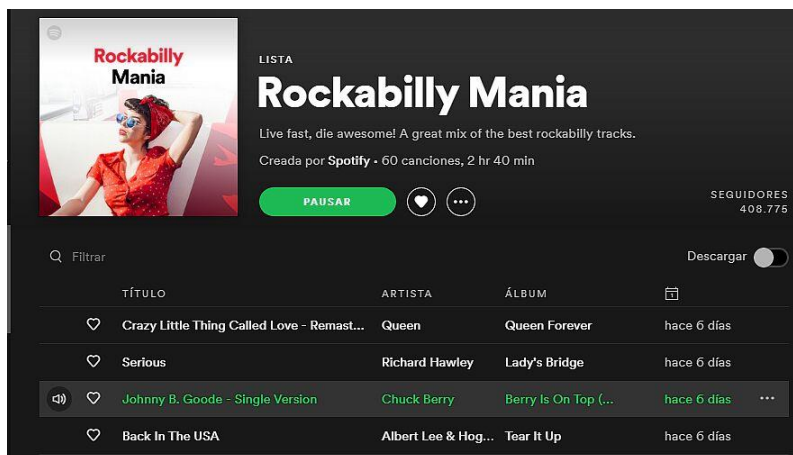 Rockabilly
Mania
LISTA
Rockabilly Mania
Live fast, die awesome! A great mix of the best rockabilly tracks.
Creada por Spotify • 60 canciones, 2 hr 40 min
PAUSAR
SEGUIDORES
408.775
Filtrar
Descargar
TÍTULO ARTISTA ÁLBUM
Crazy Little Thing Called Love - Remast... Queen Queen Forever hace 6 días
Serious Richard Hawley Lady's Bridge hace 6 días
Johnny B. Goode - Single Version Chuck Berry Berry Is On Top (... hace 6 días
Back In The USA Albert Lee & Hog... Tear It Up hace 6 días